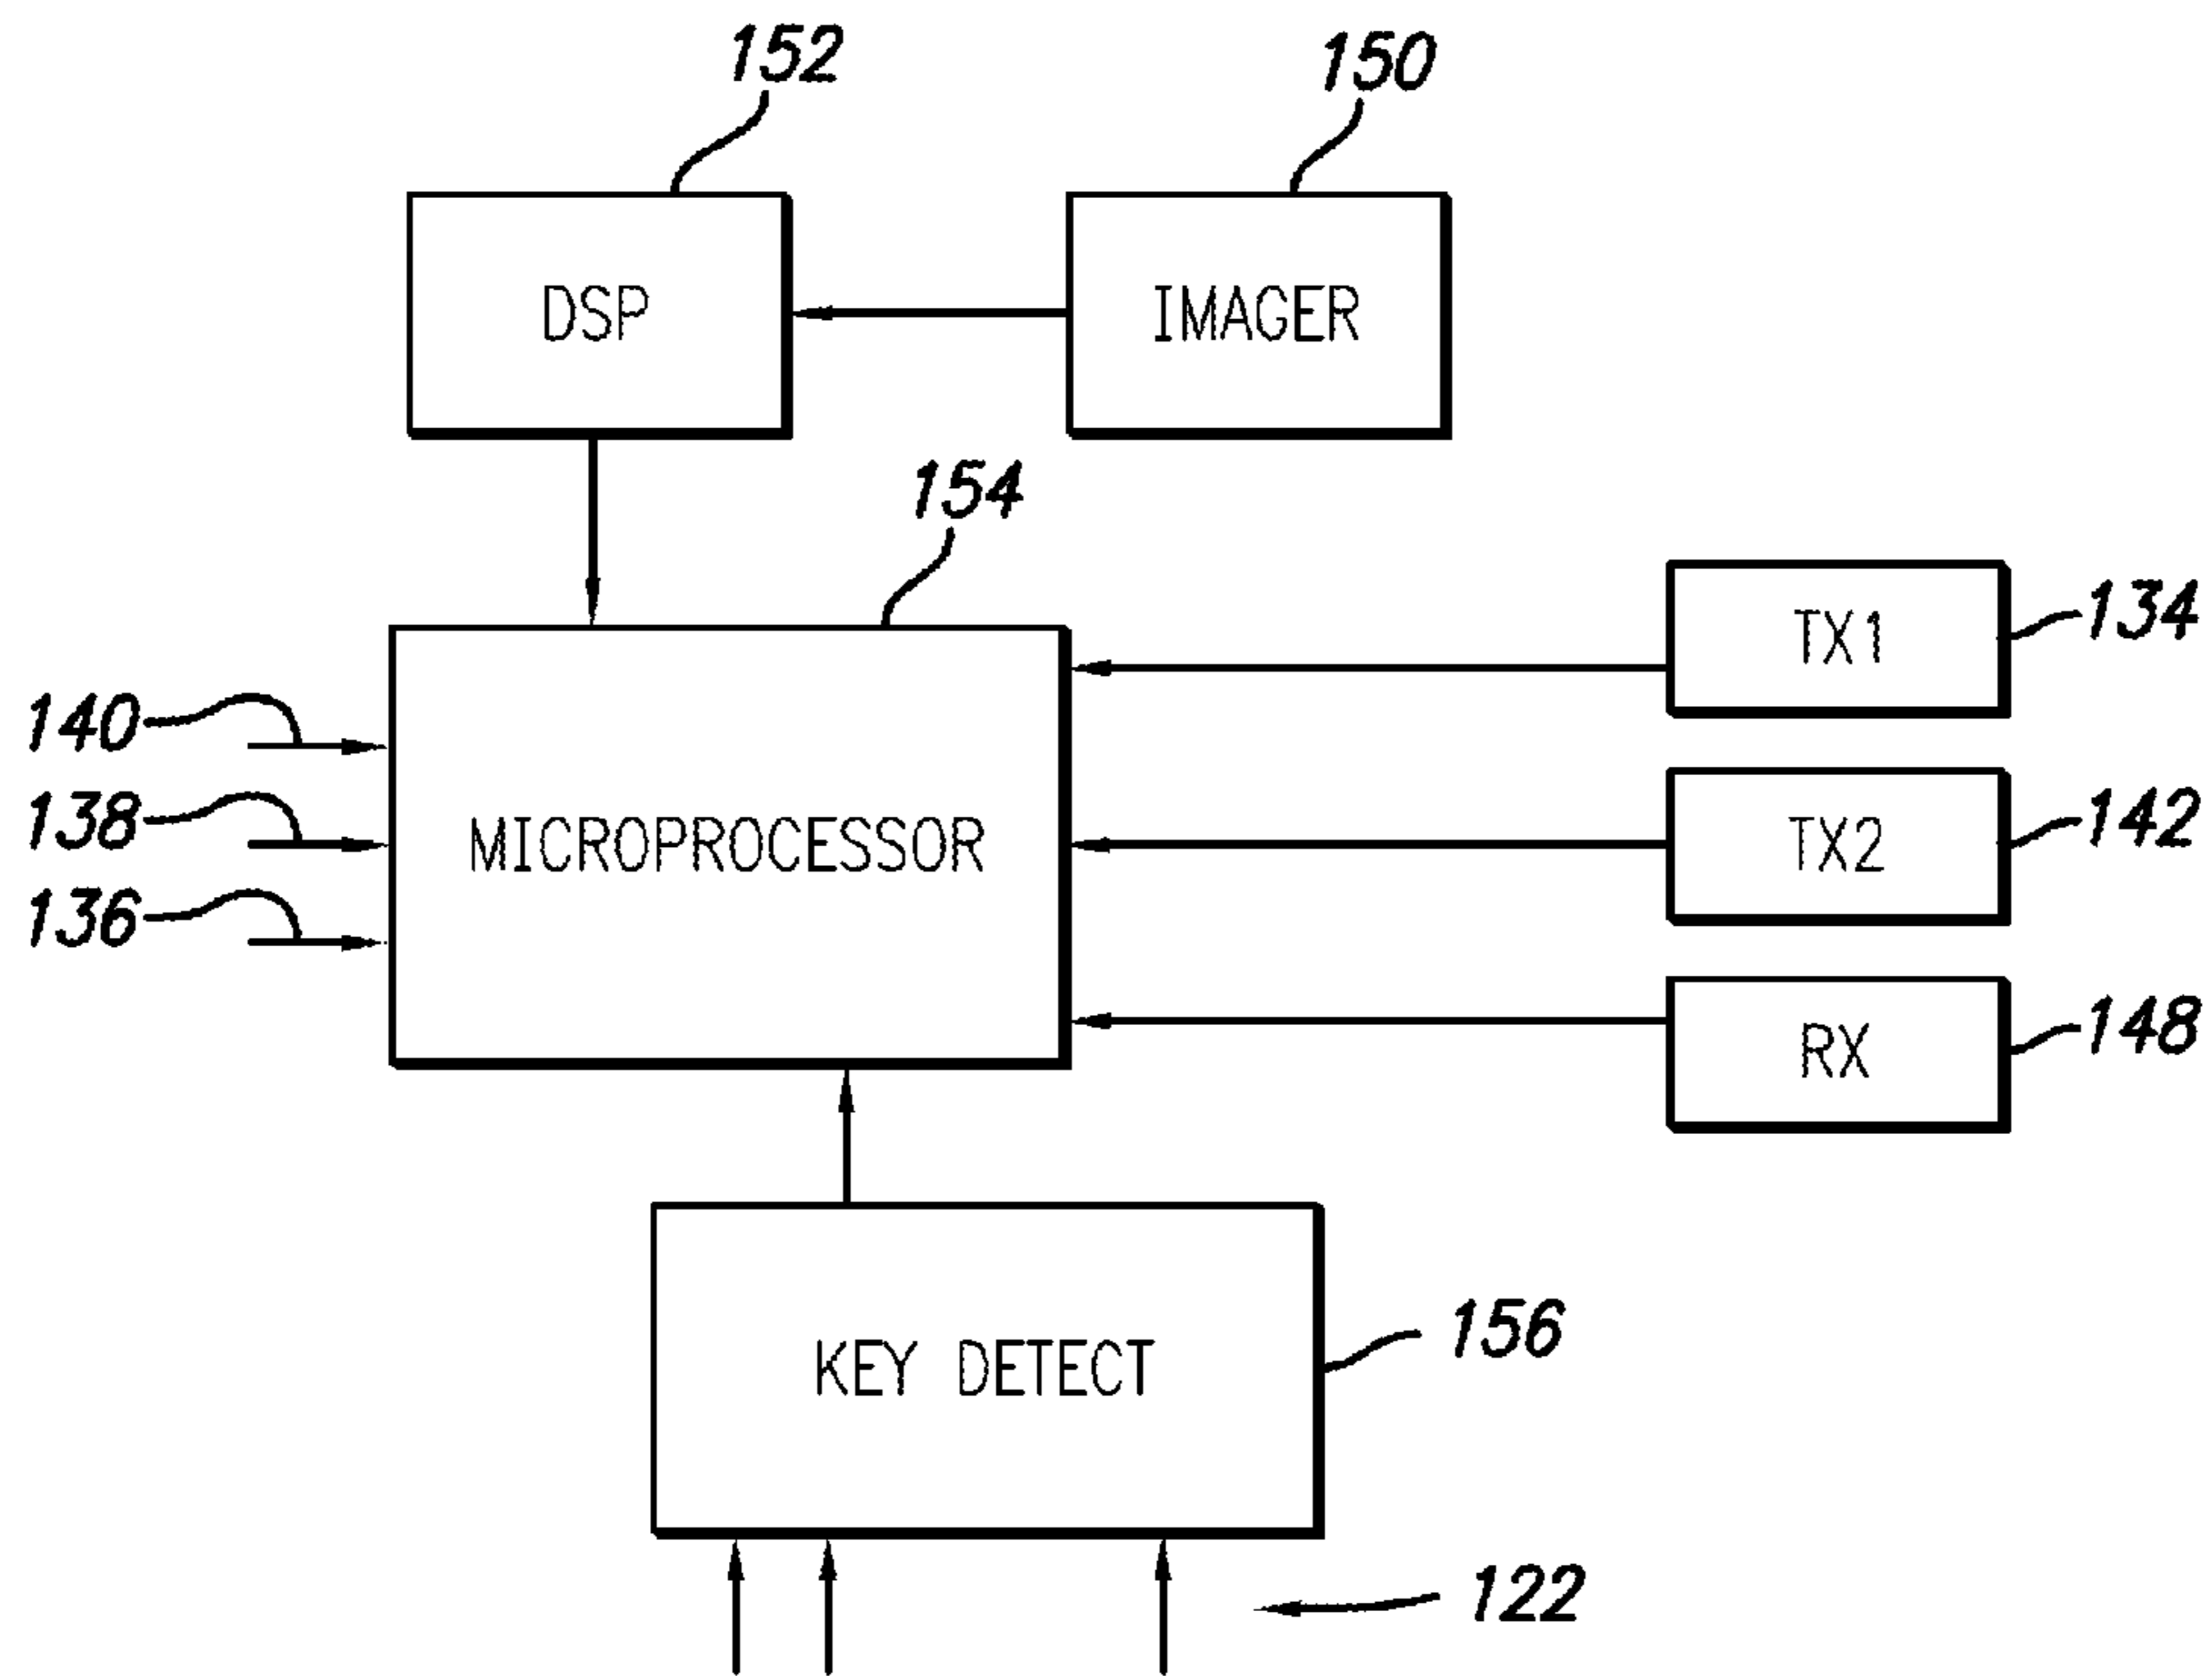 152
150
DSP
IMAGER
154
TX1
134
140
138
MICROPROCESSOR
TX2
142
136
RX
148
KEY DETECT
156
122